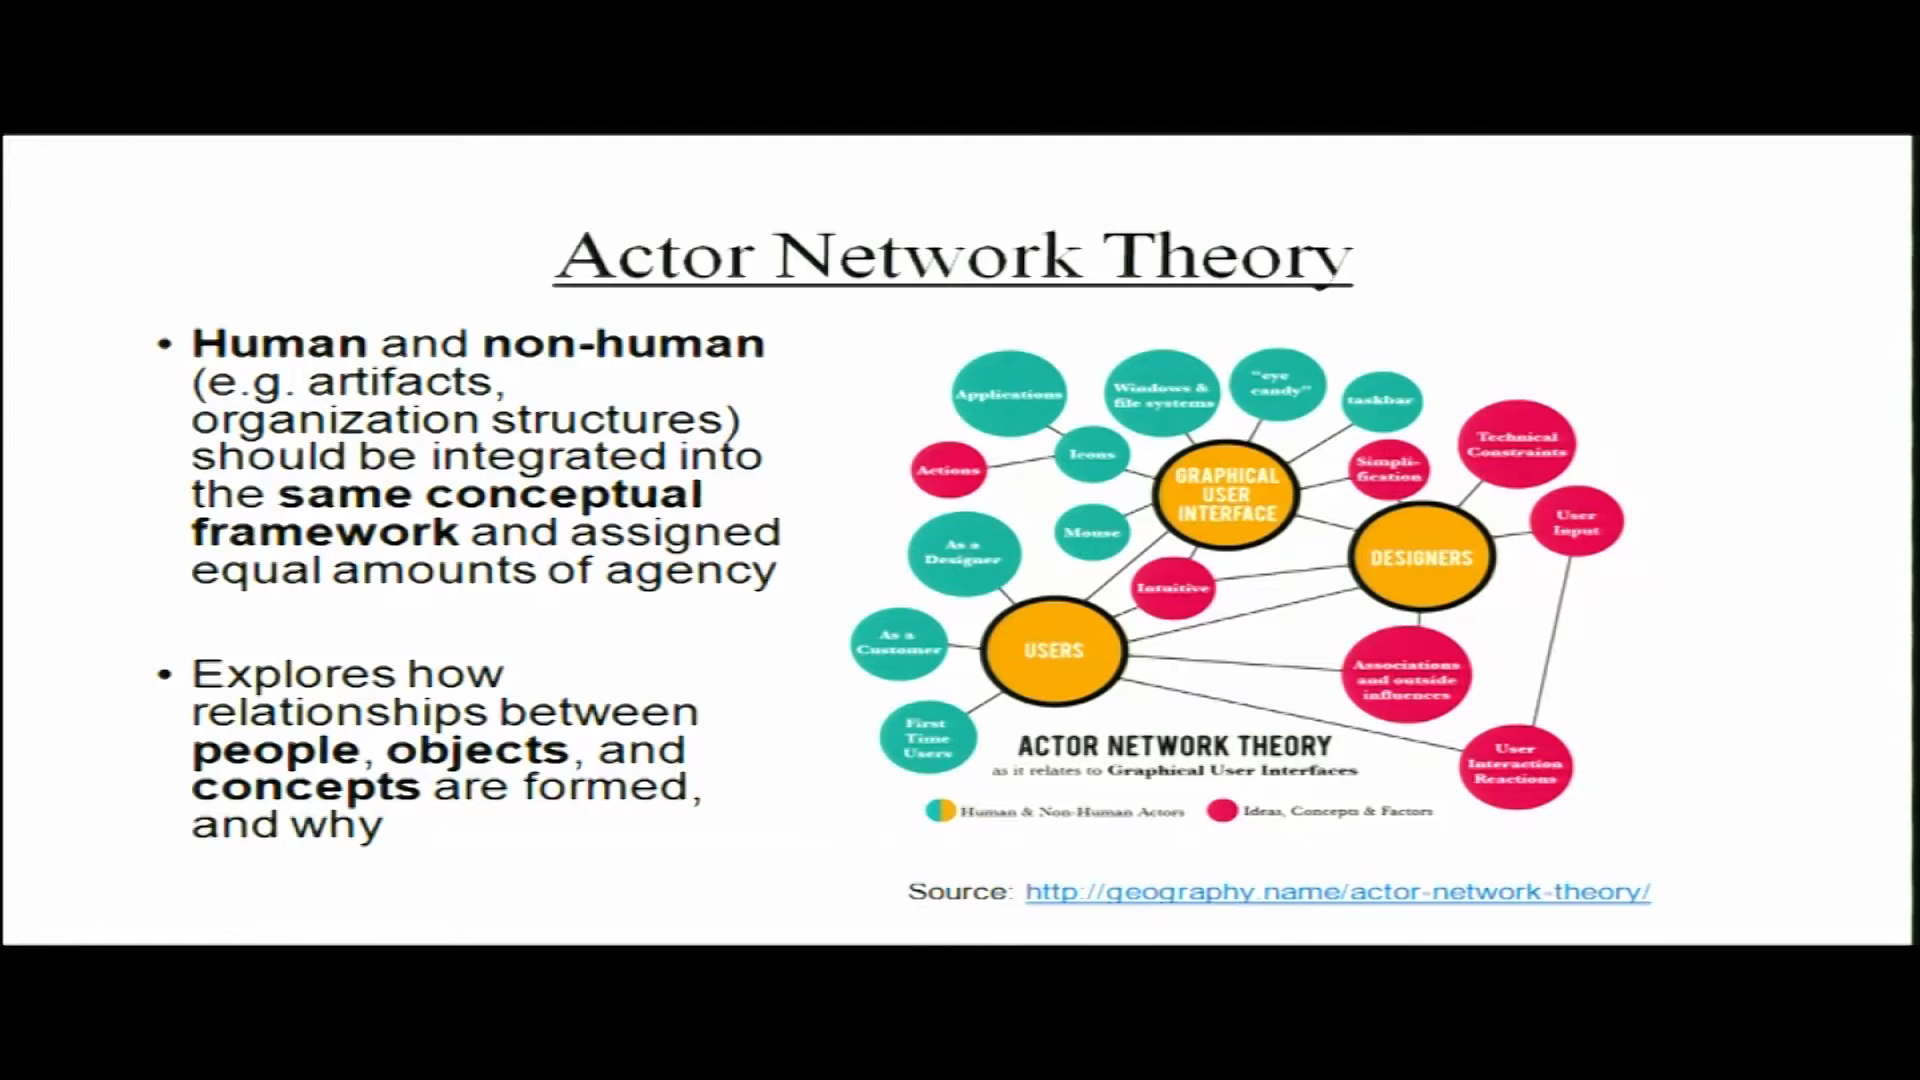 Actor Network Theory
• Human and non-human
(e.g. artifacts,
organization structures)
should be integrated into
the same conceptual
framework and assigned
equal amounts of agency
• Explores how
relationships between
people, objects, and
concepts are formed,
and why
Applications
Windows &
file systems
"eye
candy"
taskbar
Technical
Constraints
Actions
Icons
GRAPHICAL
USER
INTERFACE
Simpli-
fication
User
Input
Mouse
As a
Designer
DESIGNERS
Intuitive
As a
Customer
USERS
Associations
and outside
influences
First
Time
Users
User
Interaction
Reactions
ACTOR NETWORK THEORY
as it relates to Graphical User Interfaces
Human & Non-Human Actors
Ideas, Concepts & Factors
Source: http://geography.name/actor-network-theory/